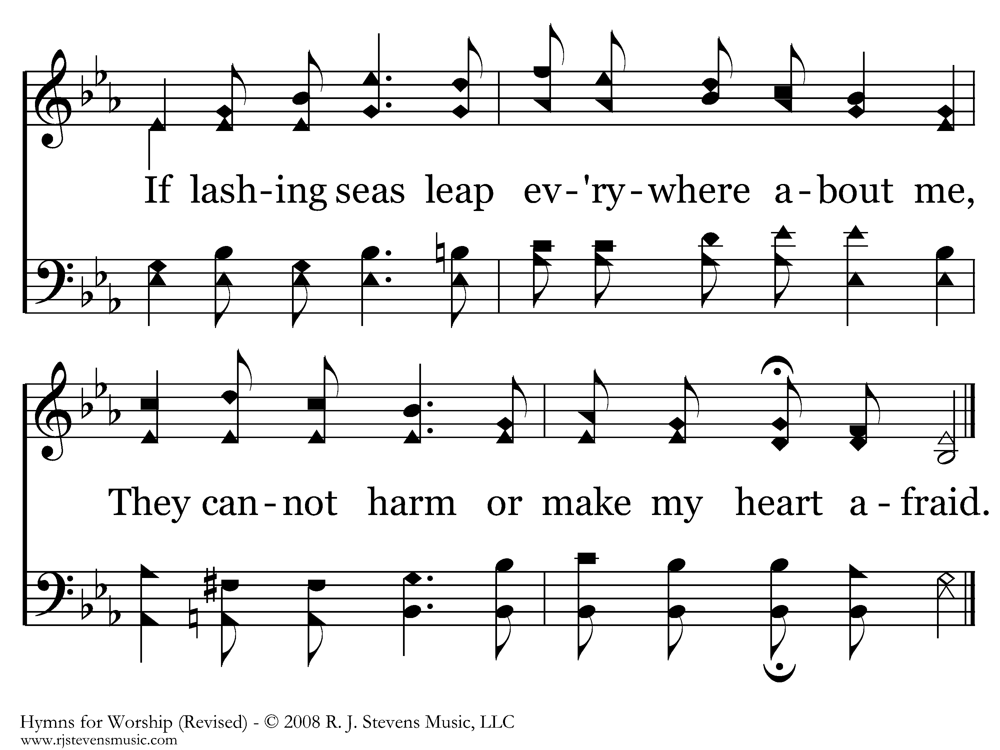 If lash-ing seas leap ev-'ry-where a-bout me,
They can-not harm or make my heart a-fraid.
Hymns for Worship (Revised) - © 2008 R. J. Stevens Music, LLC
www.rjstevensmusic.com